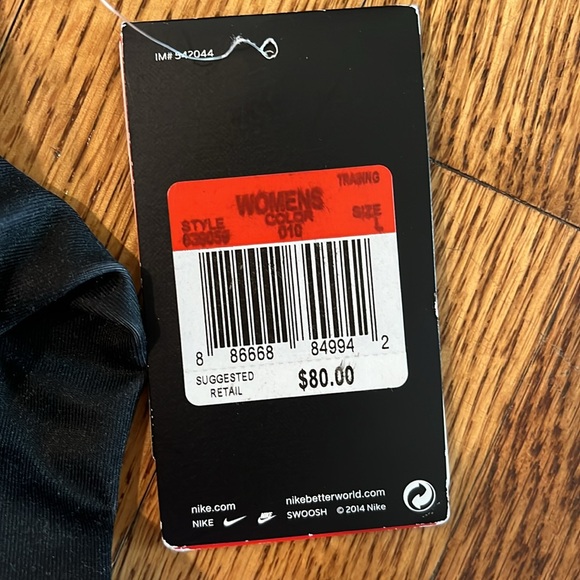 IM# 542044
TRAINING
WOMENS
STYLE COLOR SIZE
010 L
8 86668 84994 2
SUGGESTED
RETAIL $80.00
nike.com nikebetterworld.com
NIKE SWOOSH © 2014 Nike